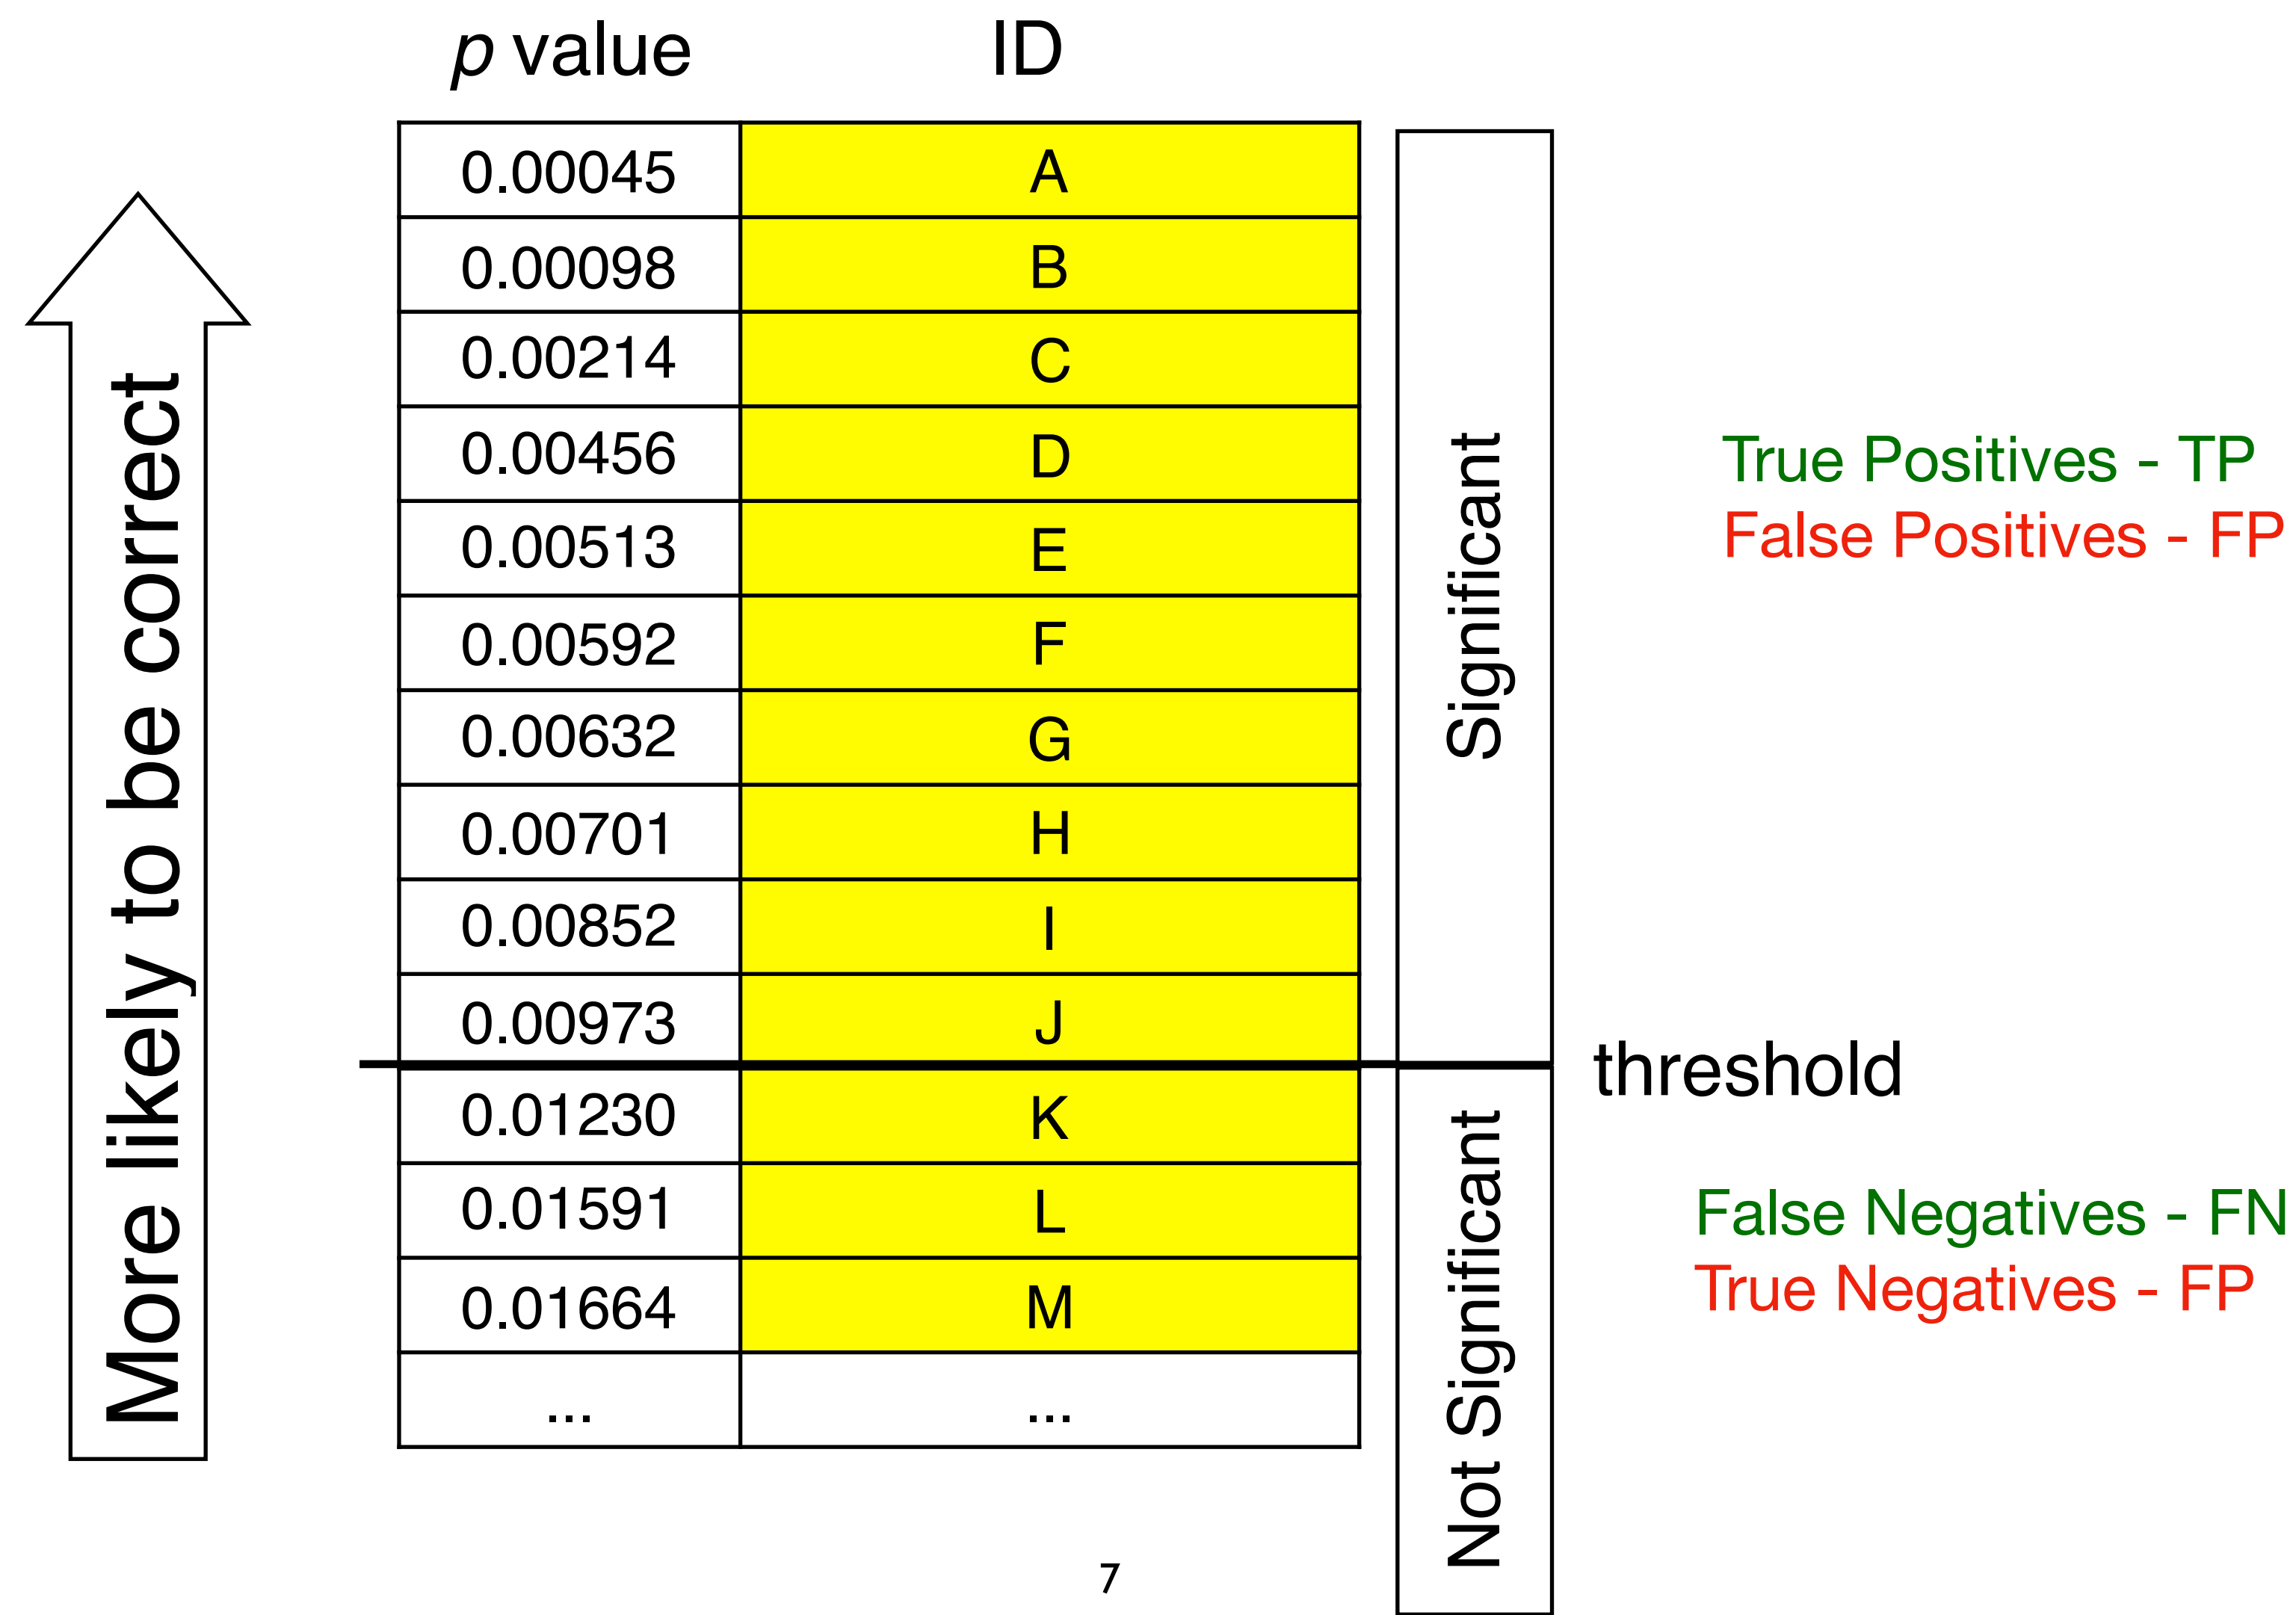 p value ID
More likely to be correct
0.00045 A
0.00098 B
0.00214 C
0.00456 D
0.00513 E
0.00592 F
0.00632 G
0.00701 H
0.00852 I
0.00973 J
0.01230 K
0.01591 L
0.01664 M
... ...
Significant
True Positives - TP
False Positives - FP
threshold
Not Significant
False Negatives - FN
True Negatives - FP
7